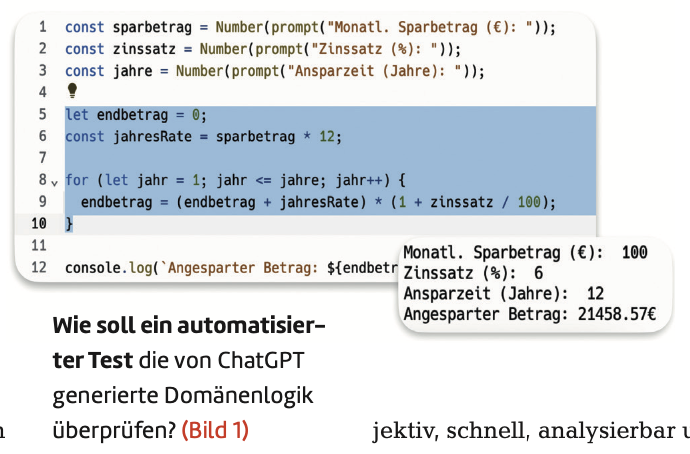 1 const sparbetrag = Number(prompt("Monatl. Sparbetrag (€): "));
2 const zinssatz = Number(prompt("Zinssatz (%): "));
3 const jahre = Number(prompt("Ansparzeit (Jahre): "));
4
5 let endbetrag = 0;
6 const jahresRate = sparbetrag * 12;
7
8 for (let jahr = 1; jahr <= jahre; jahr++) {
9 endbetrag = (endbetrag + jahresRate) * (1 + zinssatz / 100);
10 }
11
12 console.log(`Angesparter Betrag: ${endbetr
Monatl. Sparbetrag (€): 100
Zinssatz (%): 6
Ansparzeit (Jahre): 12
Angesparter Betrag: 21458.57€
Wie soll ein automatisier-
ter Test die von ChatGPT
generierte Domänenlogik
überprüfen? (Bild 1)
jektiv, schnell, analysierbar